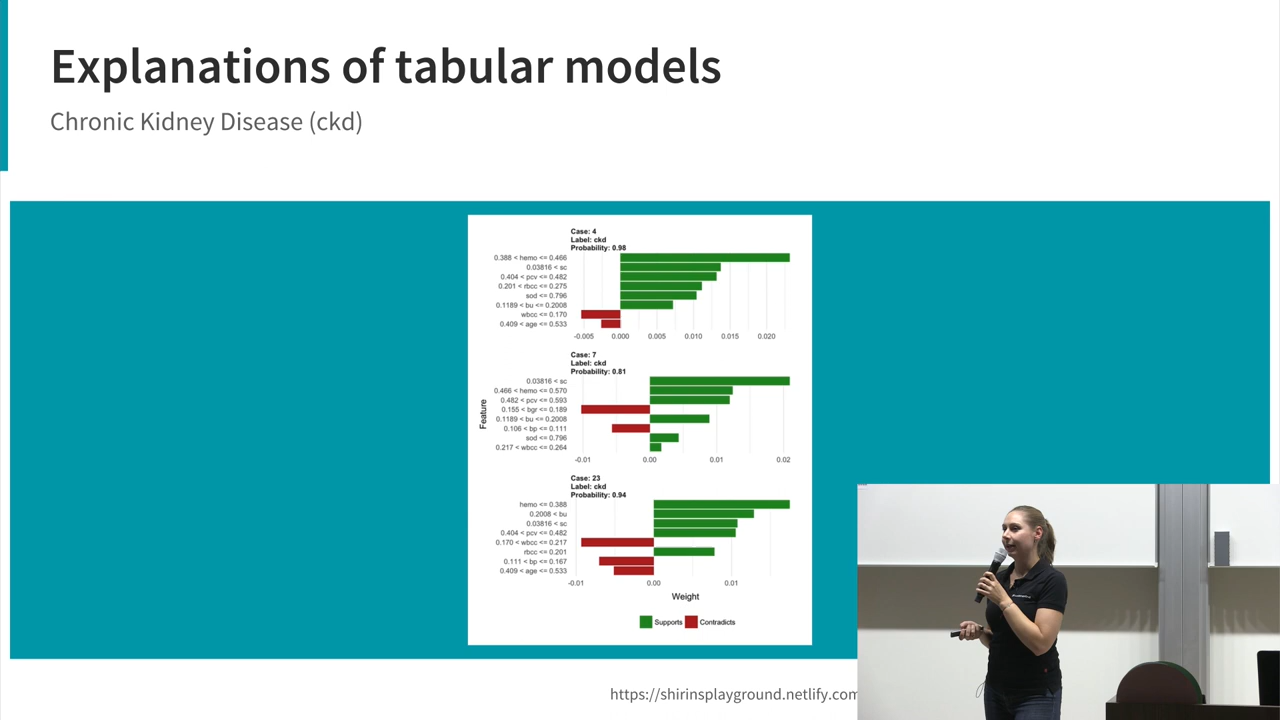 Explanations of tabular models
Chronic Kidney Disease (ckd)
Case: 4
Label: ckd
Probability: 0.98
0.388 < hemo <= 0.466
0.03816 < sc
0.404 < pcv <= 0.482
0.201 < rbcc <= 0.275
sod <= 0.796
0.1189 < bu <= 0.2008
wbcc <= 0.170
0.409 < age <= 0.533
-0.005 0.000 0.005 0.010 0.015 0.020
Case: 7
Label: ckd
Probability: 0.81
0.03816 < sc
0.466 < hemo <= 0.570
0.482 < pcv <= 0.593
0.155 < bgr <= 0.189
0.1189 < bu <= 0.2008
0.106 < bp <= 0.111
sod <= 0.796
0.217 < wbcc <= 0.264
-0.01 0.00 0.01 0.02
Feature
Case: 23
Label: ckd
Probability: 0.94
hemo <= 0.388
0.2008 < bu
0.03816 < sc
0.404 < pcv <= 0.482
0.170 < wbcc <= 0.217
rbcc <= 0.201
0.111 < bp <= 0.167
0.409 < age <= 0.533
-0.01 0.00 0.01
Weight
Supports Contradicts
https://shirinsplayground.netlify.com